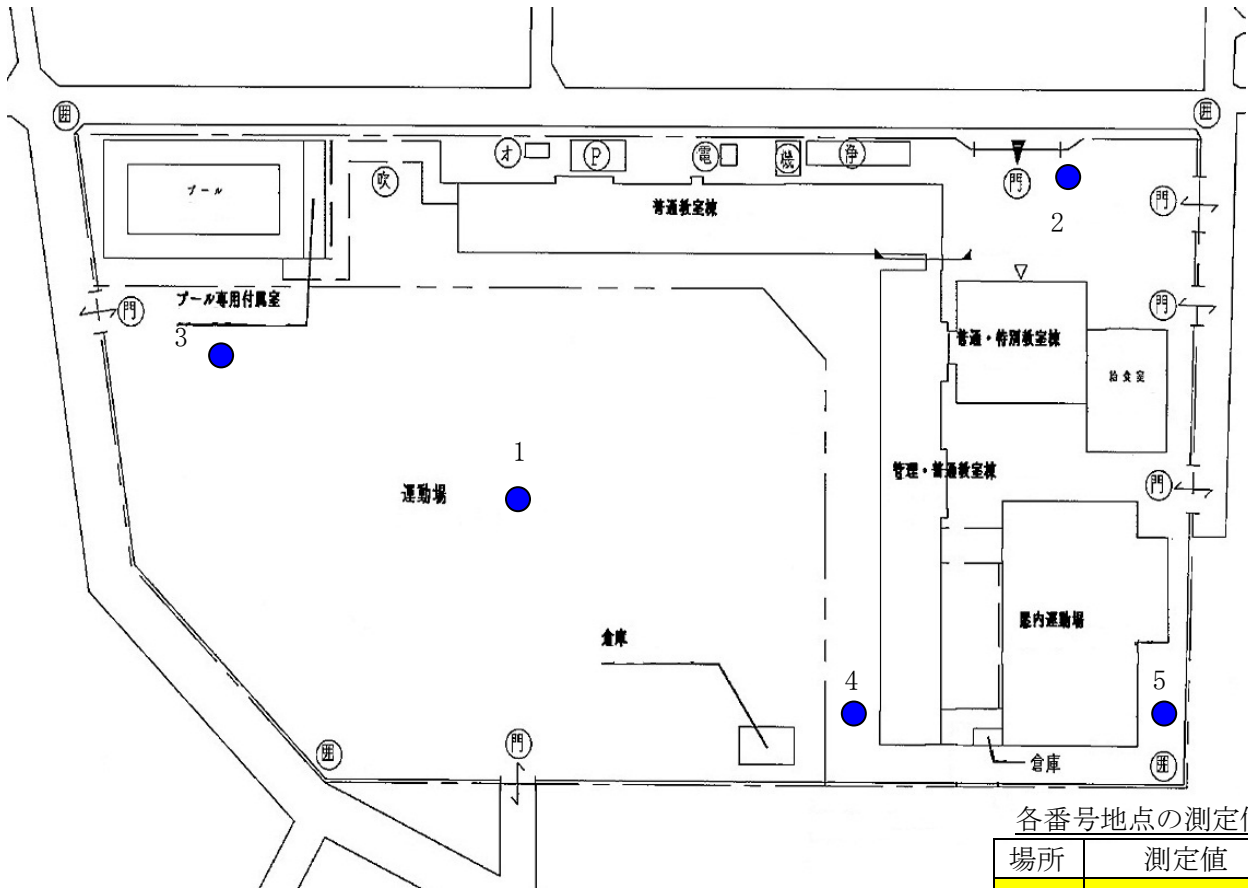 囲
囲
オ
P
電
機
浄
門
吹
プール
普通教室棟
2
門
プール専用付属室
門
門
3
普通・特別教室棟
給食室
1
運動場
管理・普通教室棟
門
屋内運動場
倉庫
4
5
囲
門
倉庫
囲
各番号地点の測定
場所 測定値